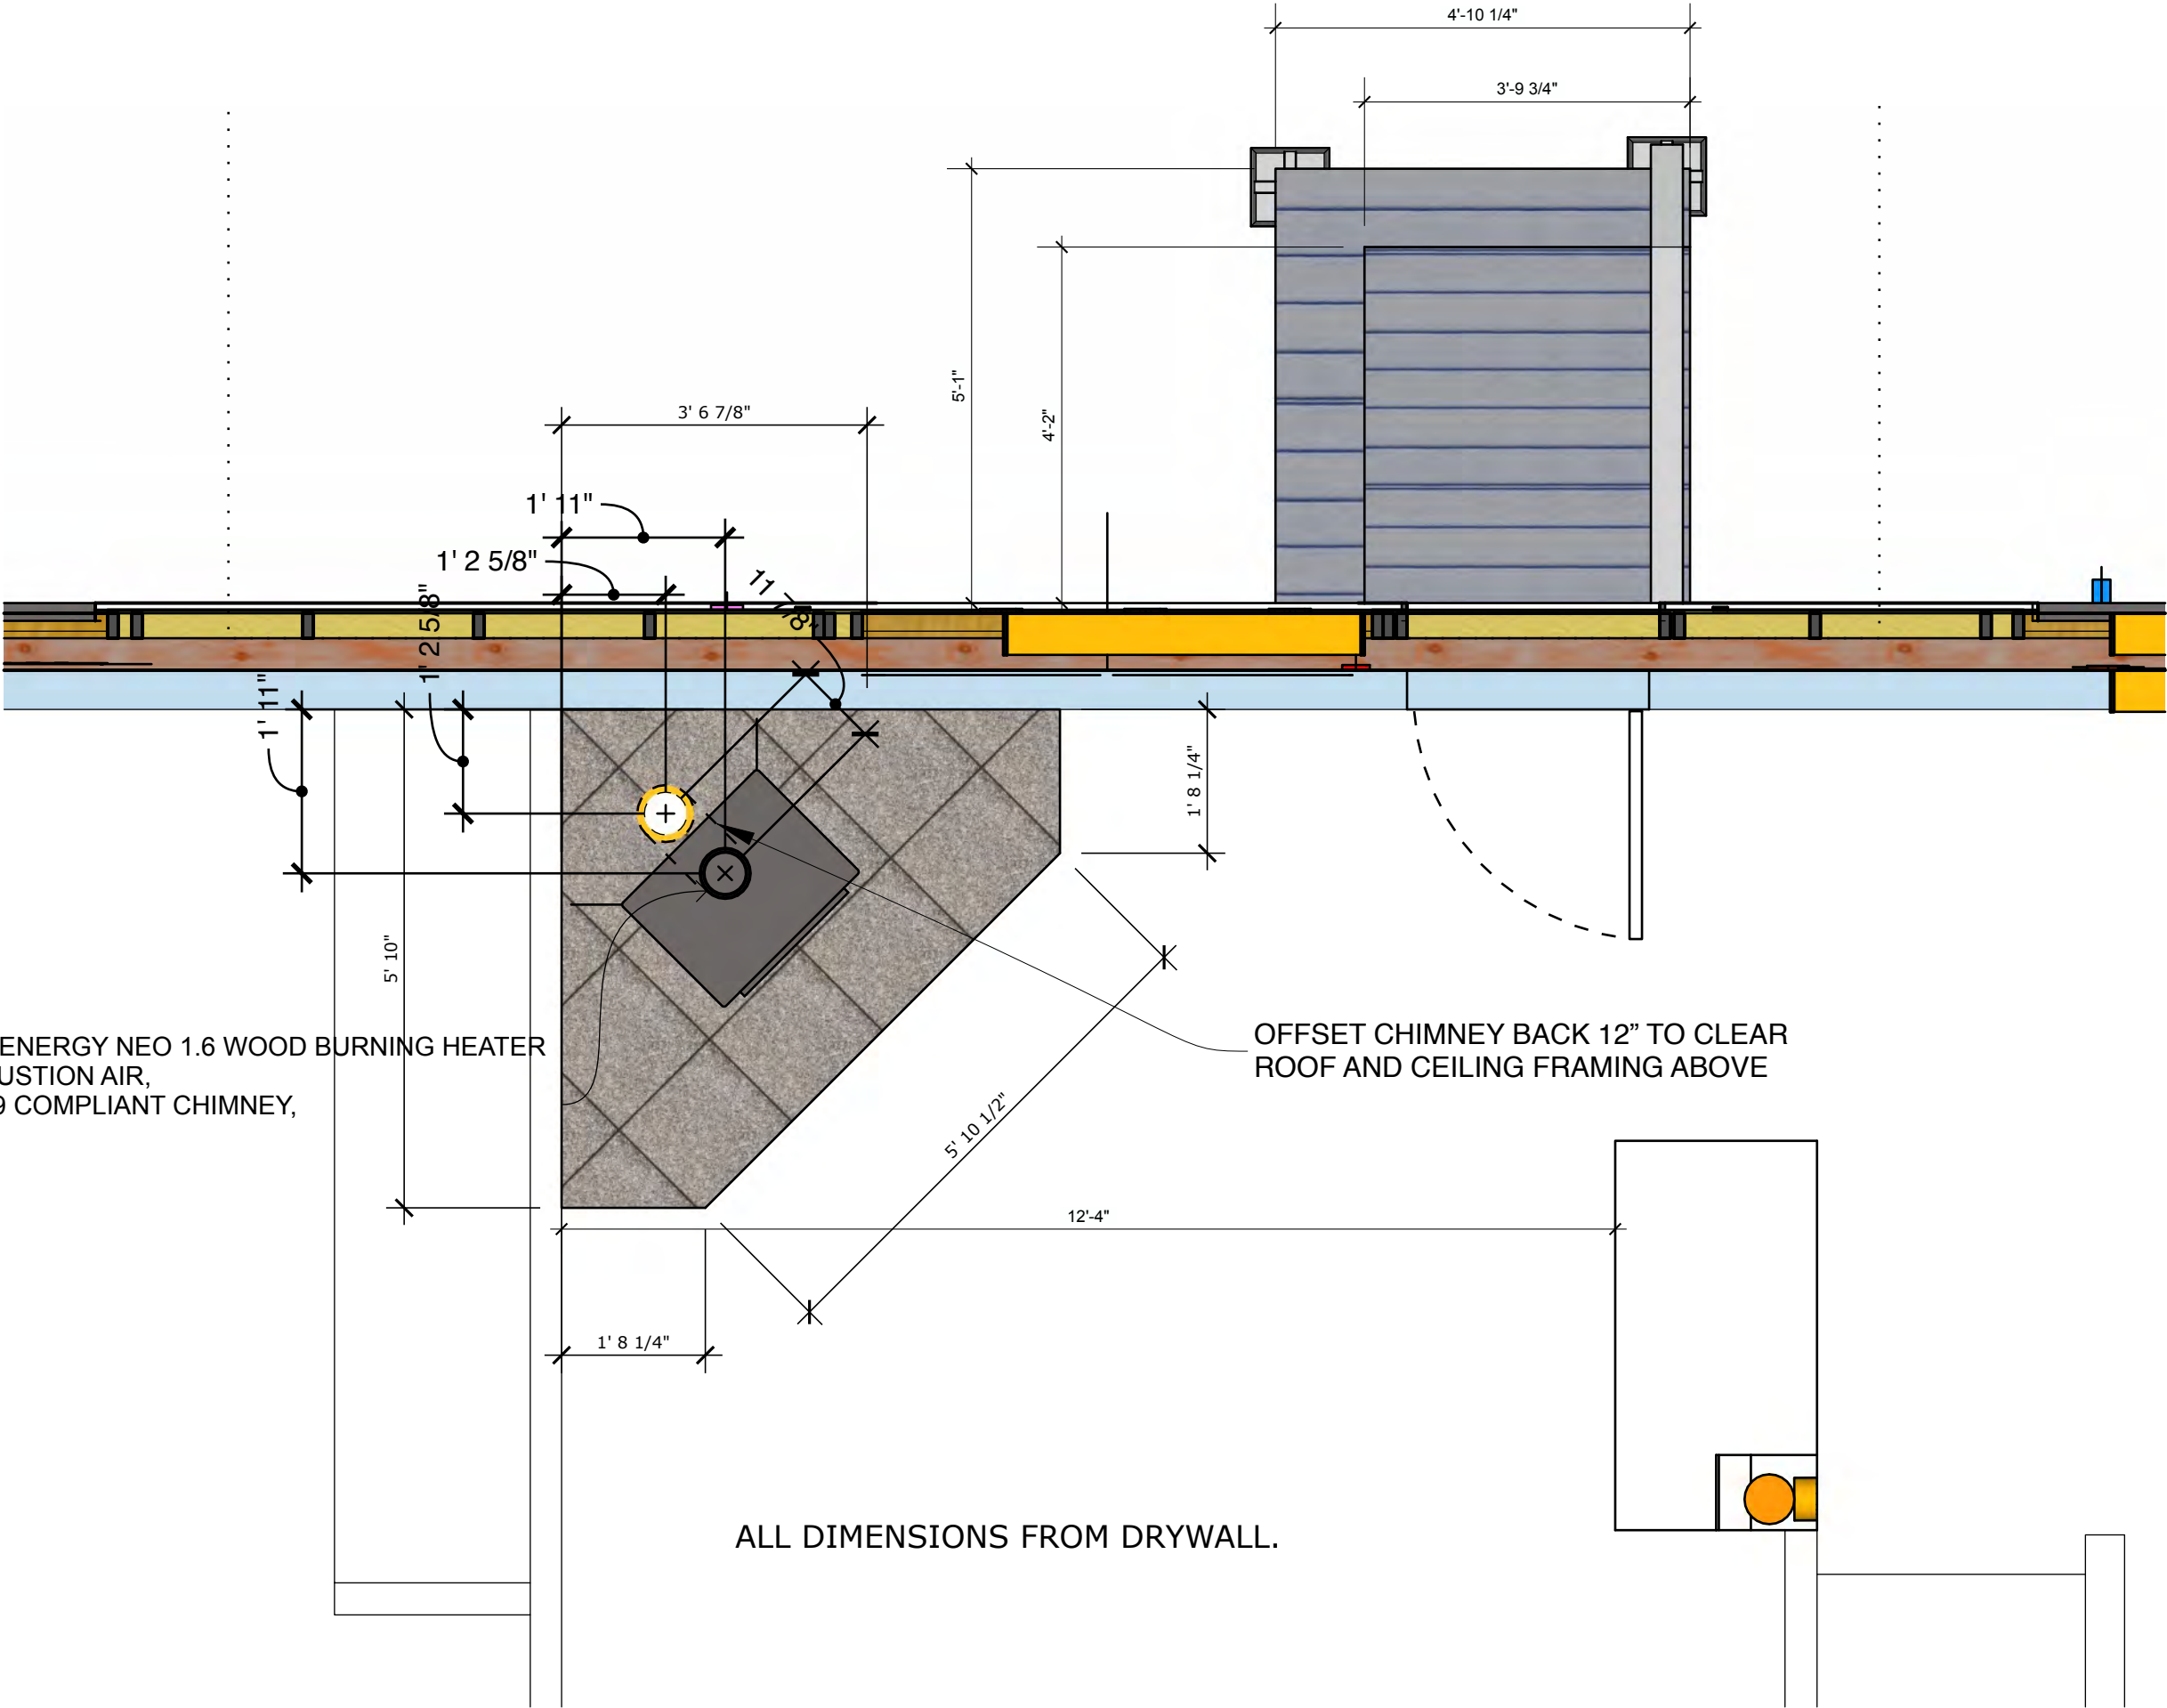 4'-10 1/4"
3'-9 3/4"
5'-1"
4'-2"
3' 6 7/8"
1' 11"
1' 2 5/8"
11 7/8"
1' 2 5/8"
1' 11"
1' 8 1/4"
5' 10"
ENERGY NEO 1.6 WOOD BURNING HEATER
USTION AIR,
9 COMPLIANT CHIMNEY,
OFFSET CHIMNEY BACK 12” TO CLEAR
ROOF AND CEILING FRAMING ABOVE
5' 10 1/2"
12'-4"
1' 8 1/4"
ALL DIMENSIONS FROM DRYWALL.